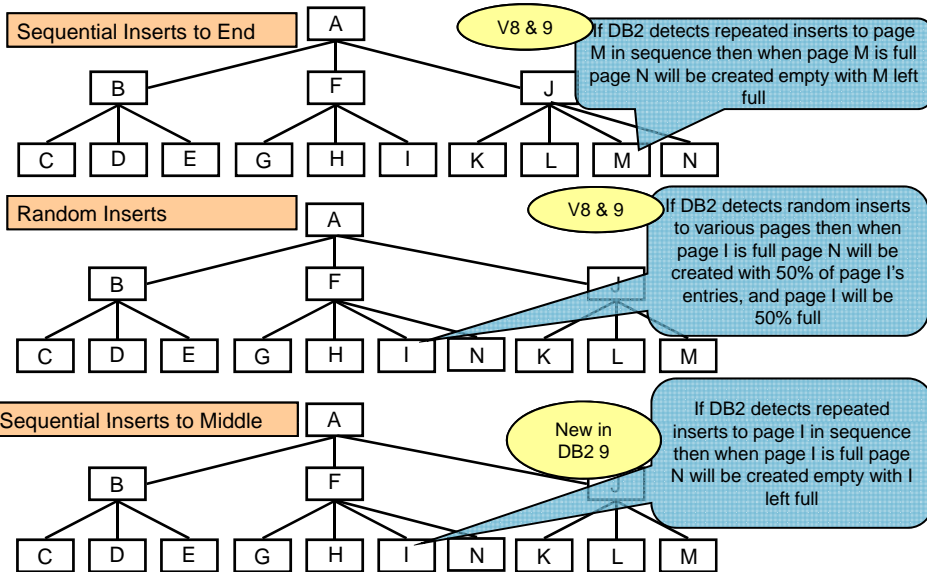 Sequential Inserts to End
A
V8 & 9
If DB2 detects repeated inserts to page
M in sequence then when page M is full
page N will be created empty with M left
full
B
F
J
C
D
E
G
H
I
K
L
M
N
Random Inserts
A
V8 & 9
If DB2 detects random inserts
to various pages then when
page I is full page N will be
created with 50% of page I's
entries, and page I will be
50% full
B
F
J
C
D
E
G
H
I
N
K
L
M
Sequential Inserts to Middle
A
New in
DB2 9
If DB2 detects repeated
inserts to page I in sequence
then when page I is full page
N will be created empty with I
left full
B
F
J
C
D
E
G
H
I
N
K
L
M